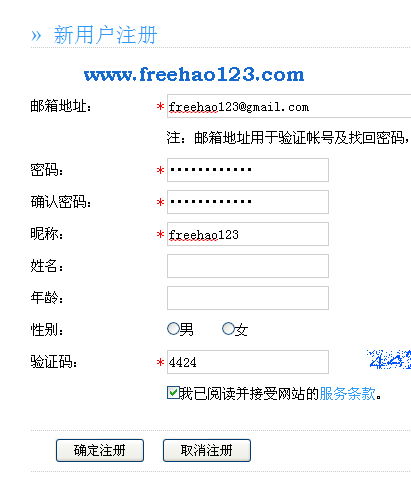 » 新用户注册
www.freehao123.com
邮箱地址： * freehao123@gmail.com
注：邮箱地址用于验证帐号及找回密码，
密码： * ••••••••••••
确认密码： * ••••••••••••
昵称： * freehao123
姓名：
年龄：
性别： 男 女
验证码： * 4424
我已阅读并接受网站的服务条款。
确定注册 取消注册